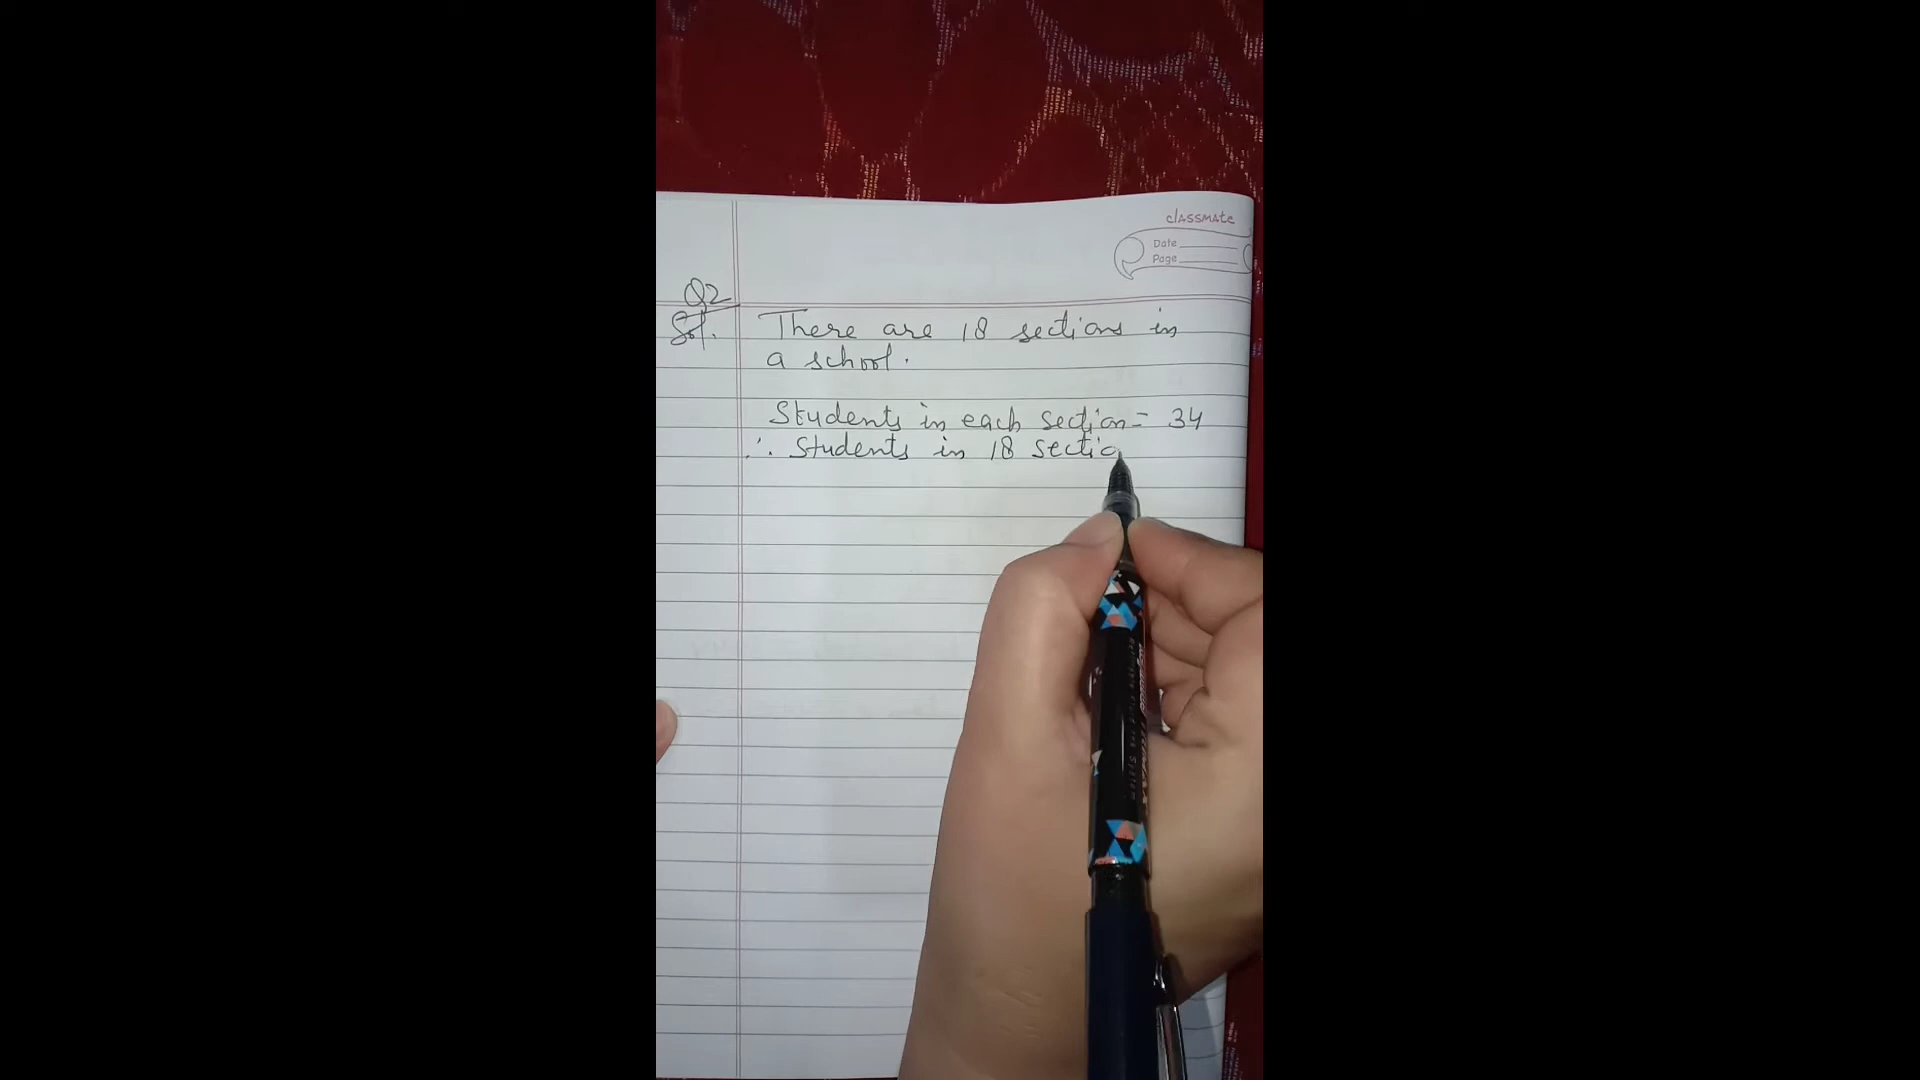 classmate
Date
Page
Q2
Sol. There are 18 sections in
a school.
Students in each section = 34
∴ Students in 18 sectio